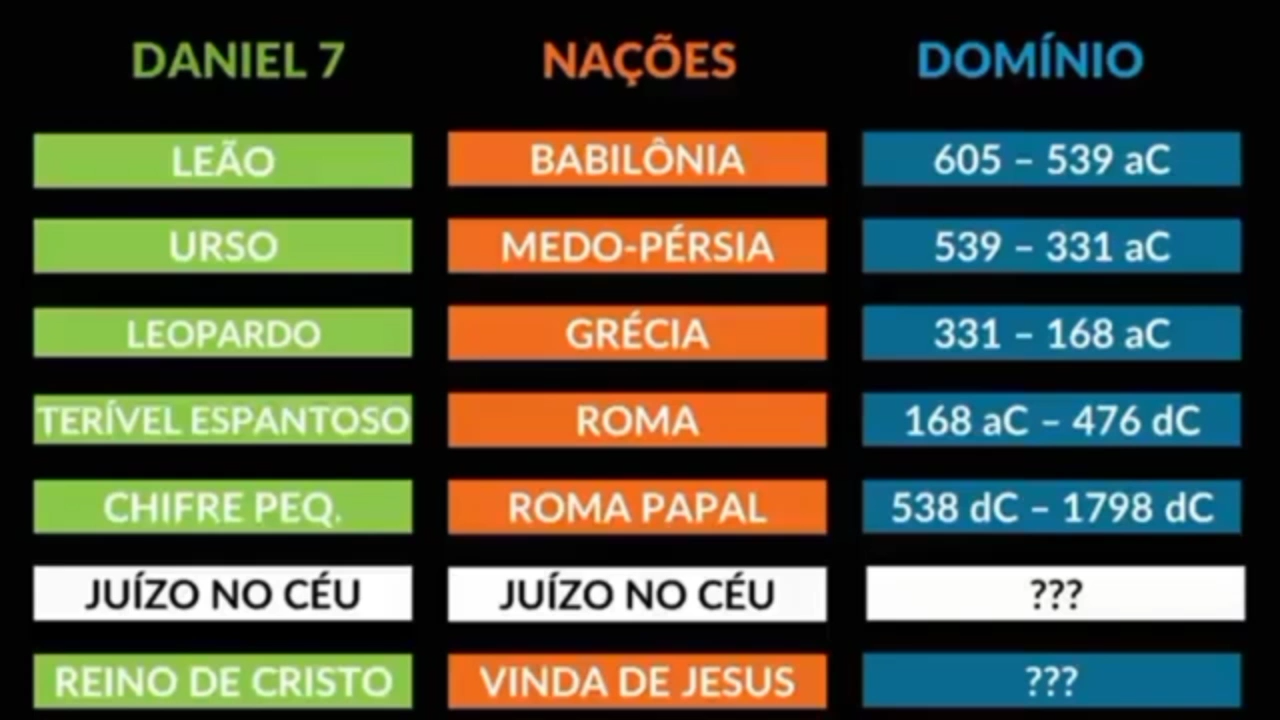 DANIEL 7 NAÇÕES DOMÍNIO
LEÃO BABILÔNIA 605 – 539 aC
URSO MEDO-PÉRSIA 539 – 331 aC
LEOPARDO GRÉCIA 331 – 168 aC
TERÍVEL ESPANTOSO ROMA 168 aC – 476 dC
CHIFRE PEQ. ROMA PAPAL 538 dC – 1798 dC
JUÍZO NO CÉU JUÍZO NO CÉU ???
REINO DE CRISTO VINDA DE JESUS ???